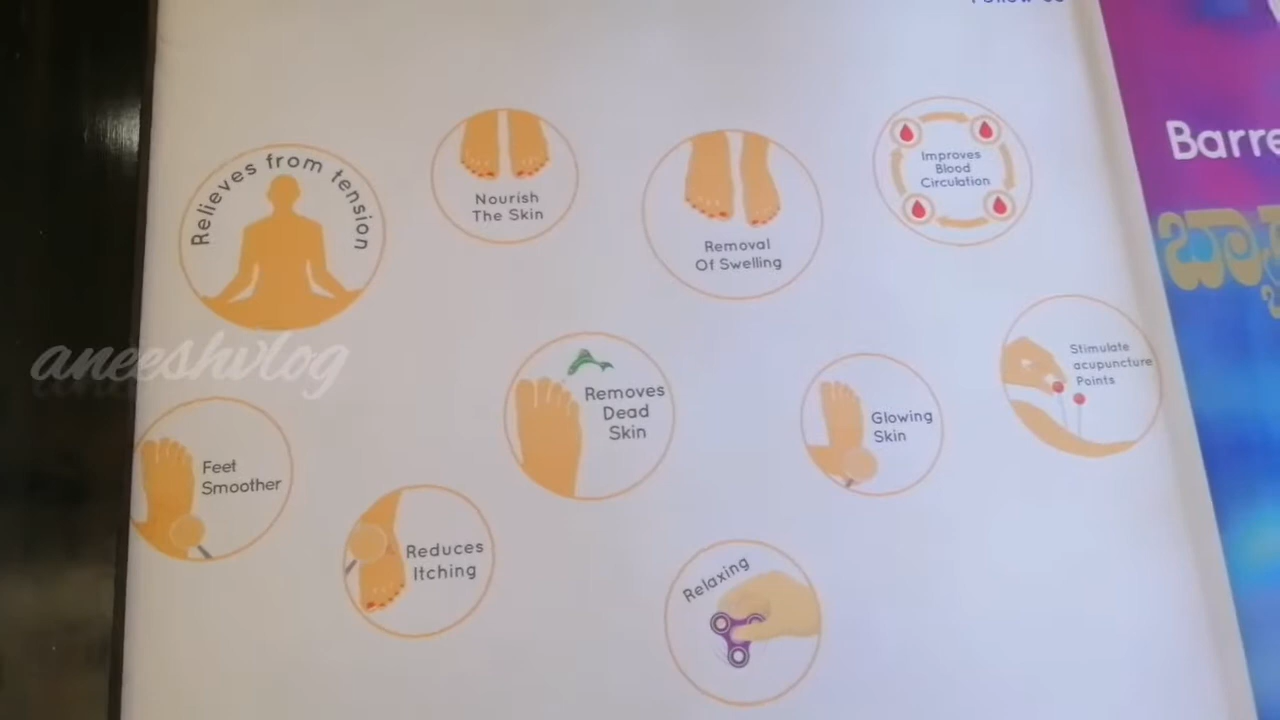 Relieves from tension
Nourish
The Skin
Removal
Of Swelling
Improves
Blood
Circulation
Barre
aneeshvlog
Stimulate
acupuncture
Points
Removes
Dead
Skin
Glowing
Skin
Feet
Smoother
Reduces
Itching
Relaxing